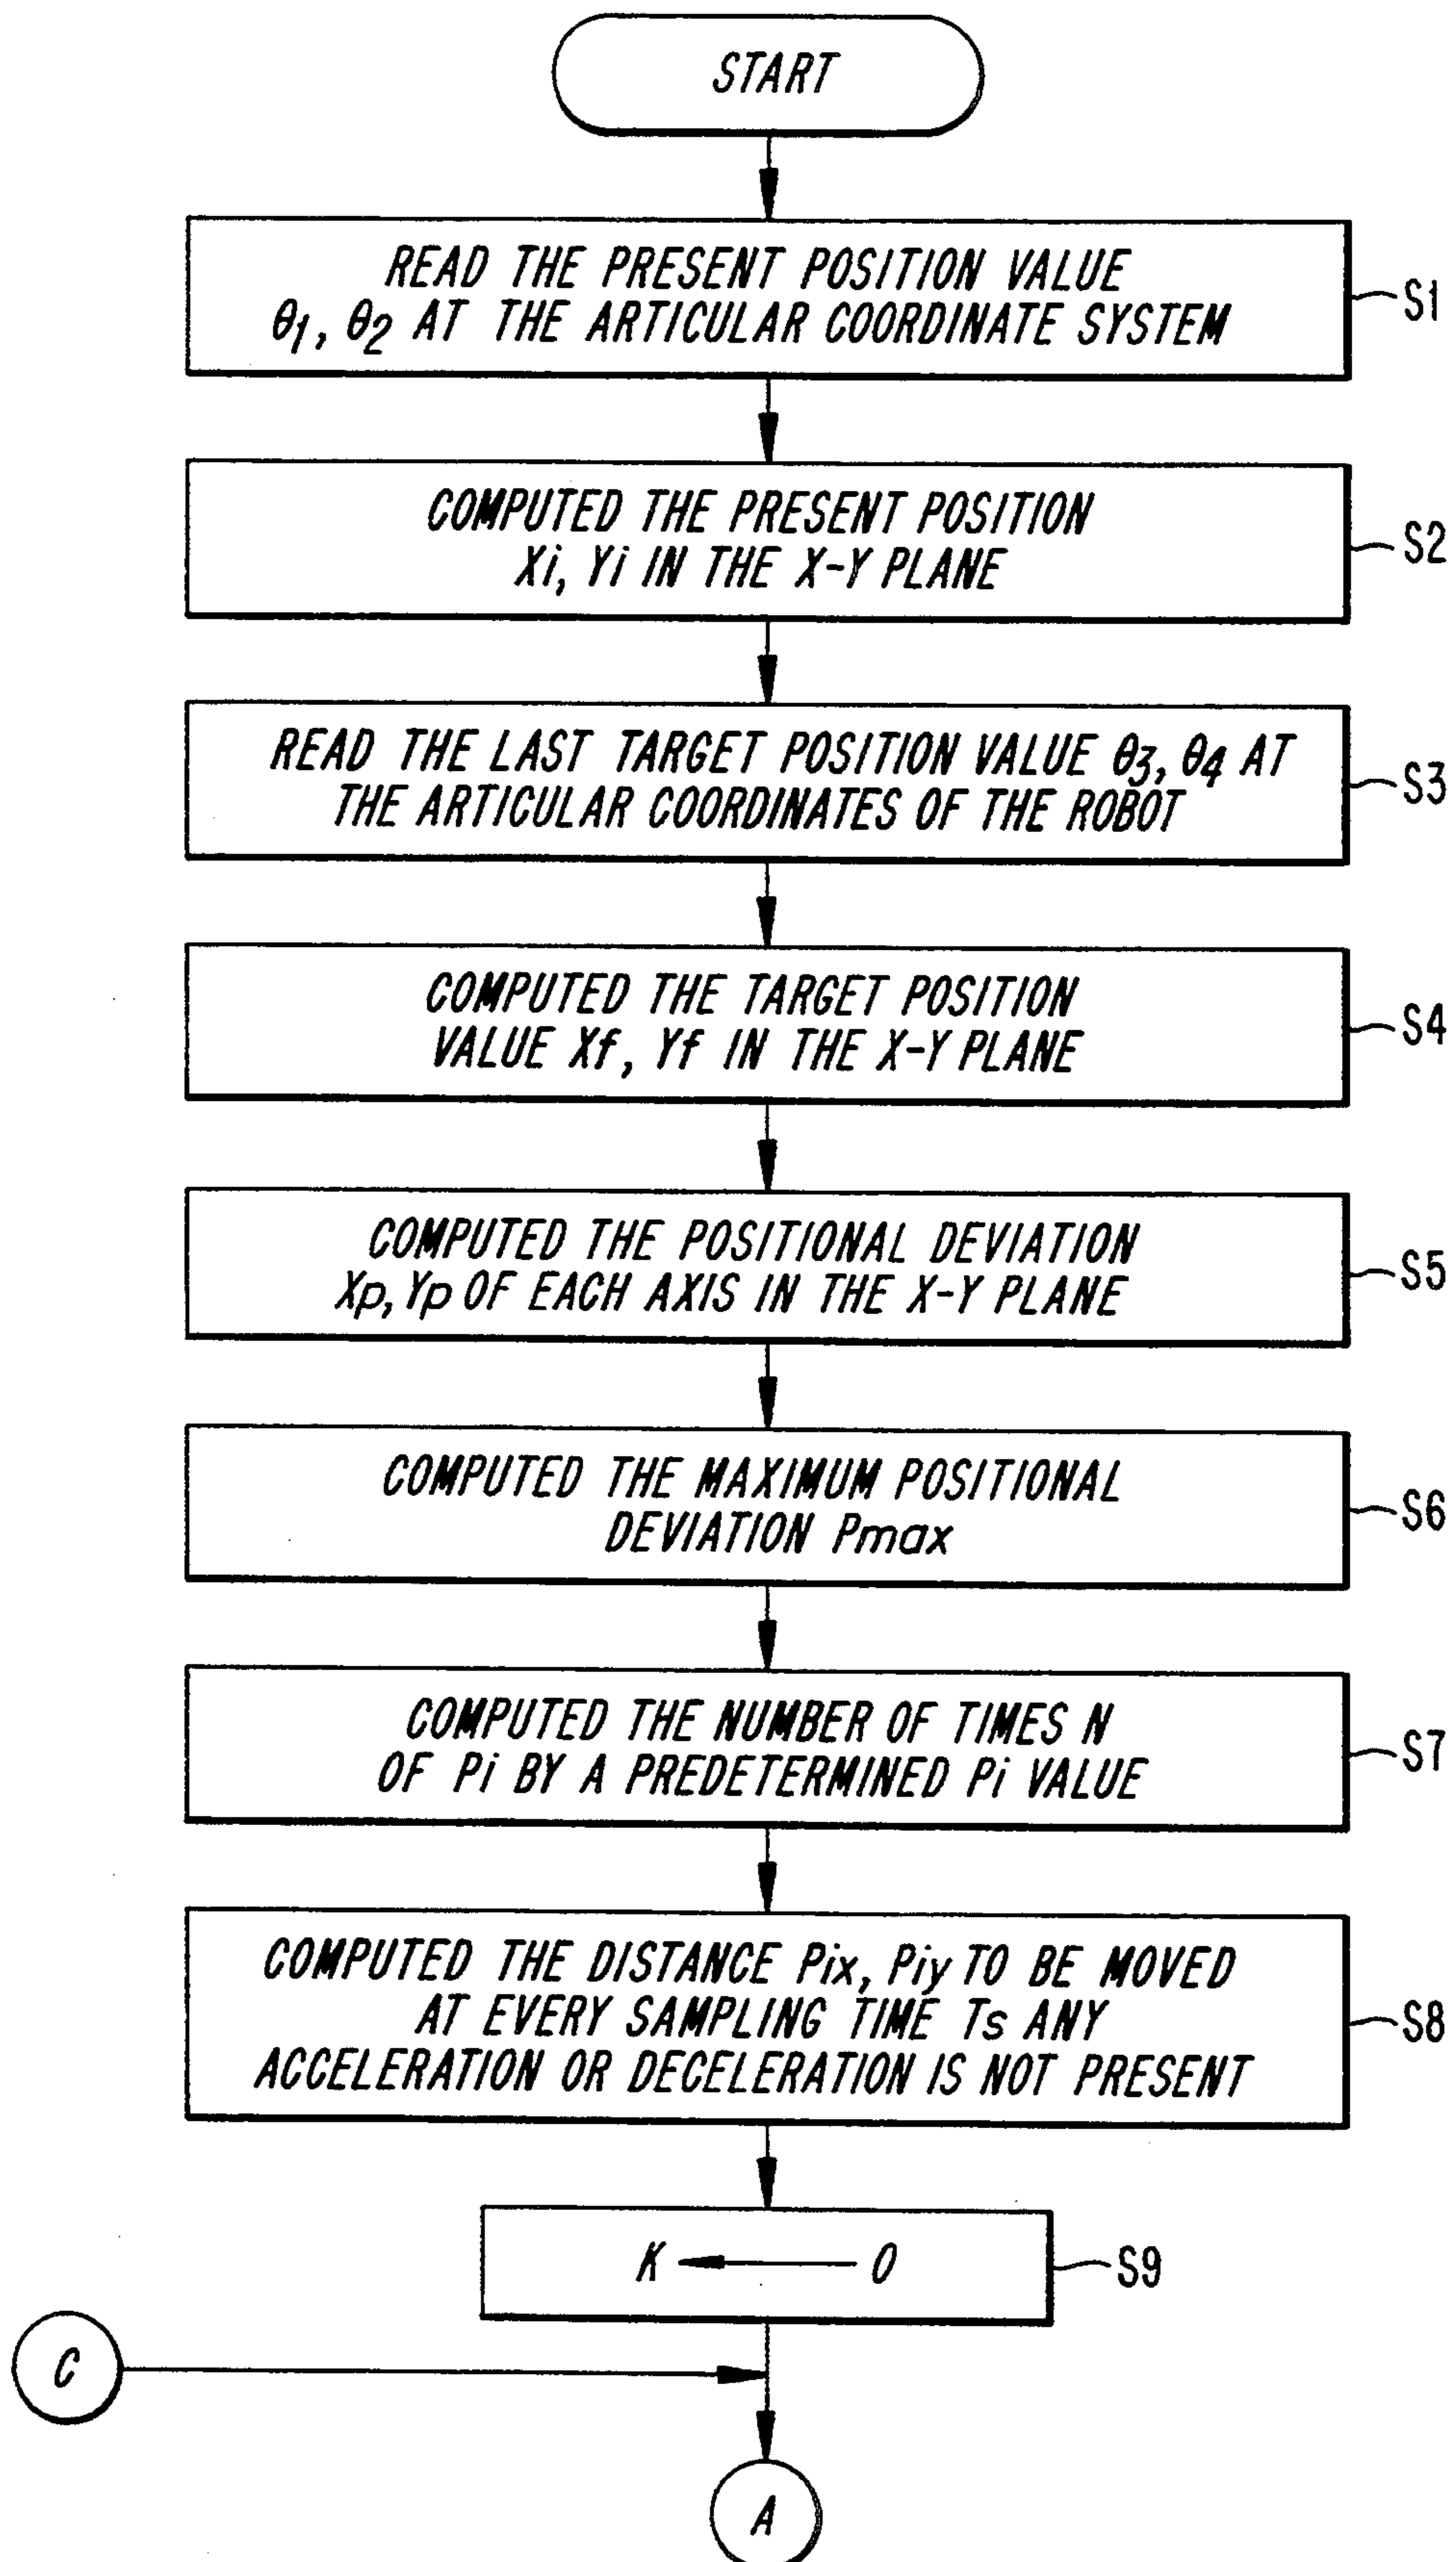 START
READ THE PRESENT POSITION VALUE
θ1, θ2 AT THE ARTICULAR COORDINATE SYSTEM
S1
COMPUTED THE PRESENT POSITION
Xi, Yi IN THE X-Y PLANE
S2
READ THE LAST TARGET POSITION VALUE θ3, θ4 AT
THE ARTICULAR COORDINATES OF THE ROBOT
S3
COMPUTED THE TARGET POSITION
VALUE Xf, Yf IN THE X-Y PLANE
S4
COMPUTED THE POSITIONAL DEVIATION
Xp, Yp OF EACH AXIS IN THE X-Y PLANE
S5
COMPUTED THE MAXIMUM POSITIONAL
DEVIATION Pmax
S6
COMPUTED THE NUMBER OF TIMES N
OF Pi BY A PREDETERMINED Pi VALUE
S7
COMPUTED THE DISTANCE Pix, Piy TO BE MOVED
AT EVERY SAMPLING TIME Ts ANY
ACCELERATION OR DECELERATION IS NOT PRESENT
S8
K ← 0
S9
C
A